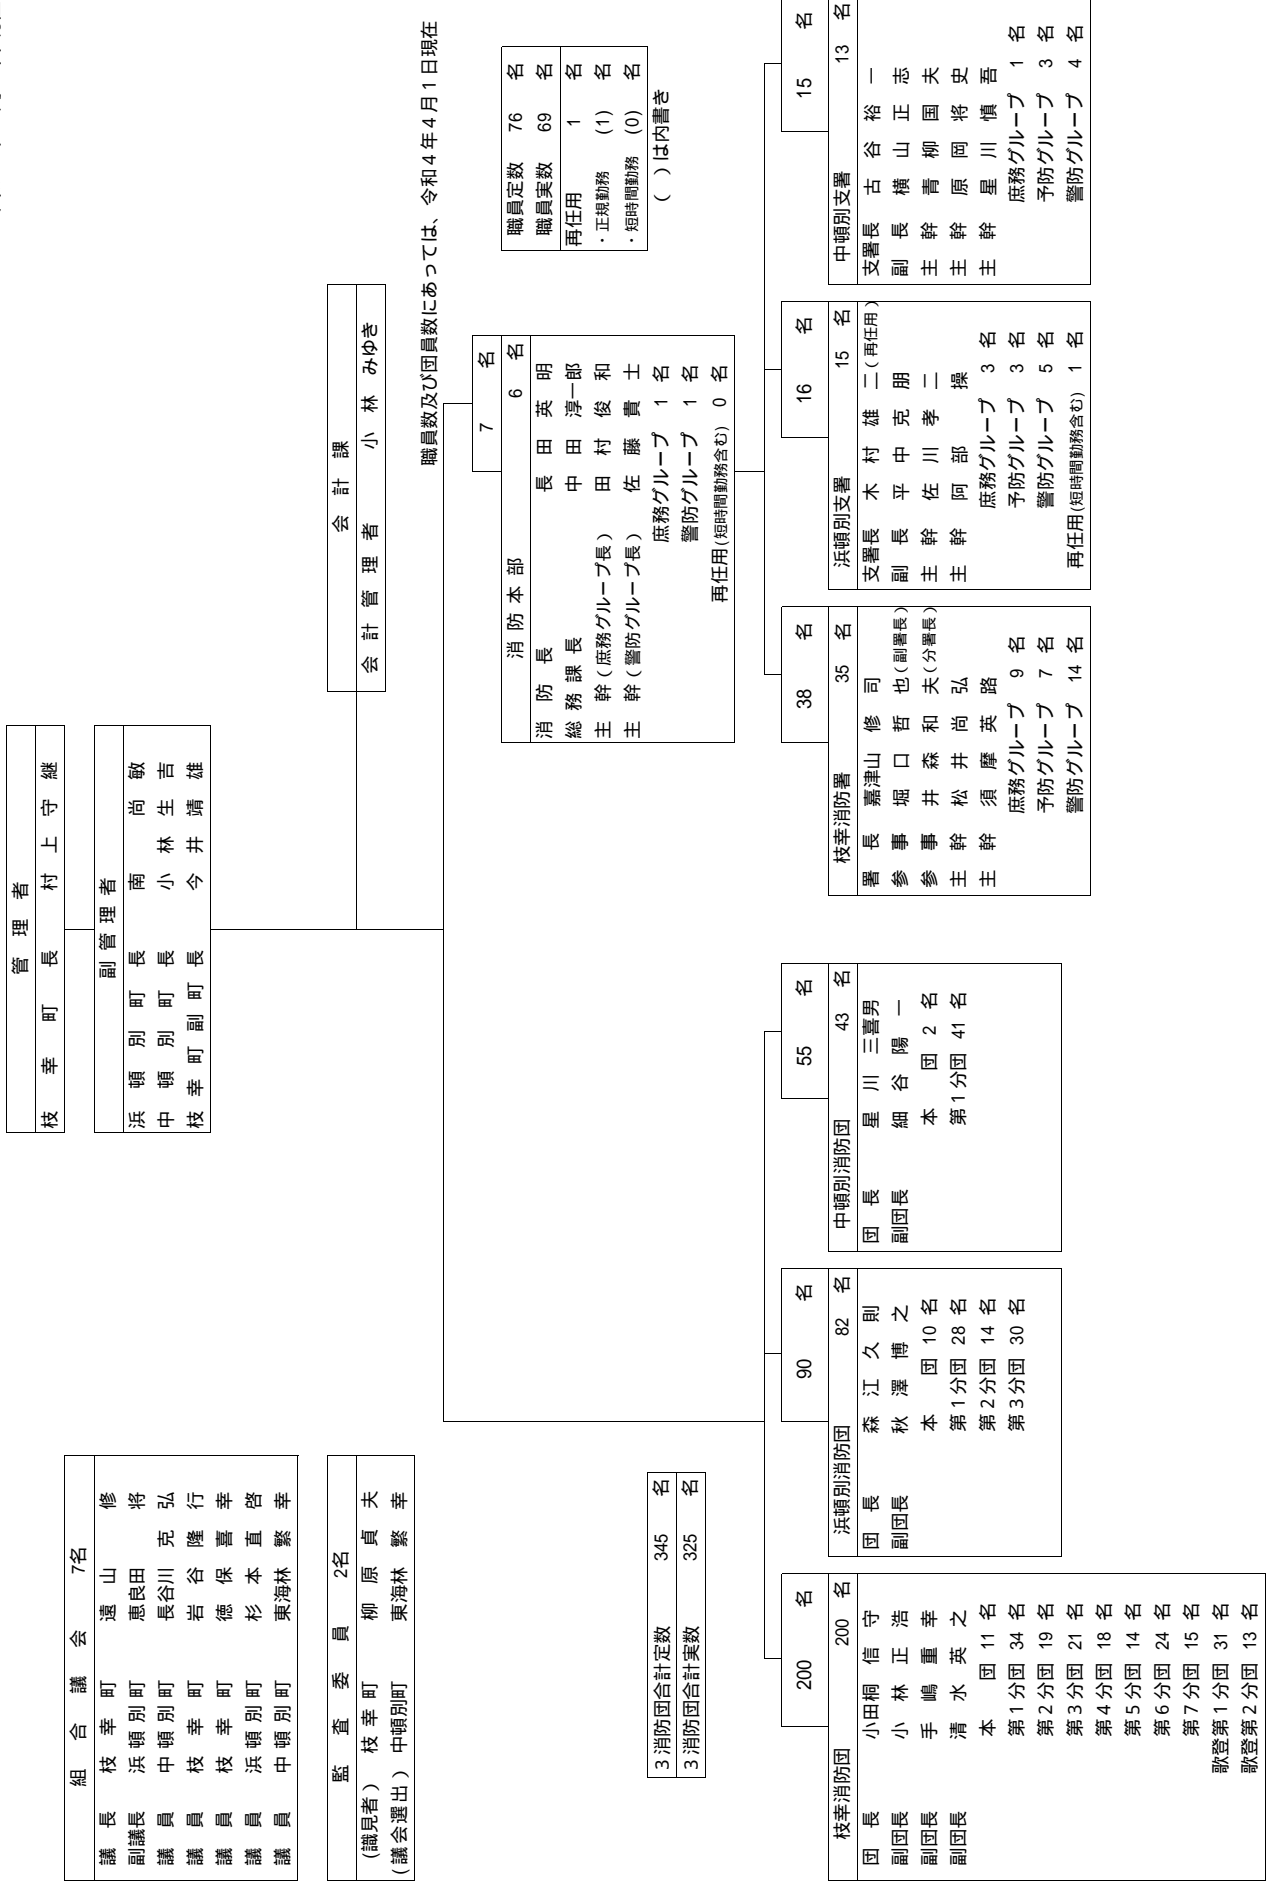 管理者
枝幸町長 村上守継
副管理者
浜頓別町長 南尚敏
中頓別町長 小林生吉
枝幸町副町長 今井靖雄
組合議会 7名
議長 枝幸町 遠山修
副議長 浜頓別町 恵良田将
議員 中頓別町 長谷川克弘
議員 枝幸町 岩谷隆行
議員 枝幸町 徳保喜幸
議員 浜頓別町 杉本直啓
議員 中頓別町 東海林繁幸
監査委員 2名
(識見者) 枝幸町 柳原貞夫
(議会選出) 中頓別町 東海林繁幸
会計課
会計管理者 小林みゆき
職員数及び団員数にあっては、令和4年4月1日現在
職員定数 76 名
職員実数 69 名
再任用 1 名
・正規勤務 (1) 名
・短時間勤務 (0) 名
( )は内書き
7 名
消防本部 6 名
消防長 長田英明
総務課長 中田淳一郎
主幹(庶務グループ長) 田村俊和
主幹(警防グループ長) 佐藤貴士
庶務グループ 1 名
警防グループ 1 名
再任用(短時間勤務含む) 0 名
3消防団合計定数 345 名
3消防団合計実数 325 名
200 名
枝幸消防団 200 名
団長 小田桐信守
副団長 小林正浩
副団長 手嶋重幸
副団長 清水英之
本団 11 名
第1分団 34 名
第2分団 19 名
第3分団 21 名
第4分団 18 名
第5分団 14 名
第6分団 24 名
第7分団 15 名
歌登第1分団 31 名
歌登第2分団 13 名
90 名
浜頓別消防団 82 名
団長 森江久則
副団長 秋澤博之
本団 10 名
第1分団 28 名
第2分団 14 名
第3分団 30 名
55 名
中頓別消防団 43 名
団長 星川三喜男
副団長 細谷陽一
本団 2 名
第1分団 41 名
38 名
枝幸消防署 35 名
署長 嘉津山修司
参事 堀口哲也(副署長)
参事 井森和夫(分署長)
主幹 松井尚弘
主幹 須摩英路
庶務グループ 9 名
予防グループ 7 名
警防グループ 14 名
16 名
浜頓別支署 15 名
支署長 木村雄二(再任用)
副長 平中克朋
主幹 佐川孝二
主幹 阿部操
庶務グループ 3 名
予防グループ 3 名
警防グループ 5 名
再任用(短時間勤務含む) 1 名
15 名
中頓別支署 13 名
支署長 古谷裕一
副長 横山正志
主幹 青柳国夫
主幹 原岡将史
主幹 星川慎吾
庶務グループ 1 名
予防グループ 3 名
警防グループ 4 名